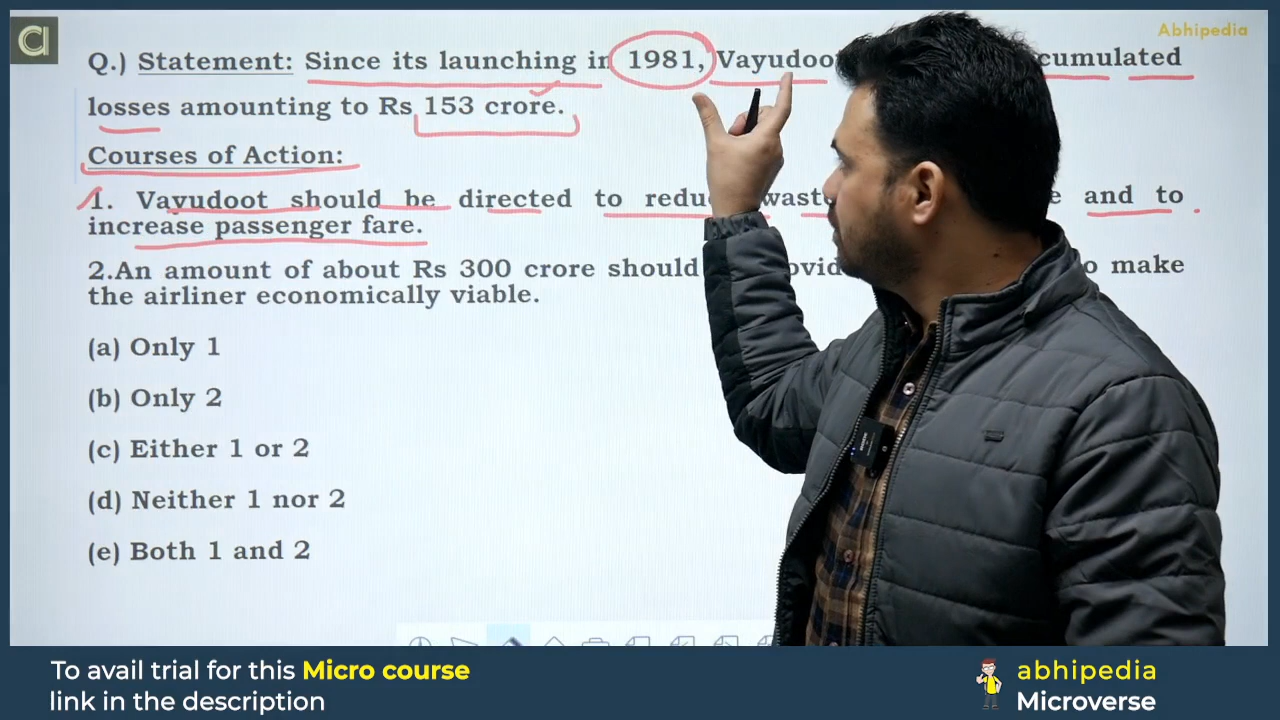 Abhipedia
Q.) Statement: Since its launching in 1981, Vayudoot cumulated
losses amounting to Rs 153 crore.
Courses of Action:
1. Vayudoot should be directed to reduce and to
increase passenger fare.
2.An amount of about Rs 300 crore should make
the airliner economically viable.
(a) Only 1
(b) Only 2
(c) Either 1 or 2
(d) Neither 1 nor 2
(e) Both 1 and 2
To avail trial for this Micro course
link in the description
abhipedia
Microverse